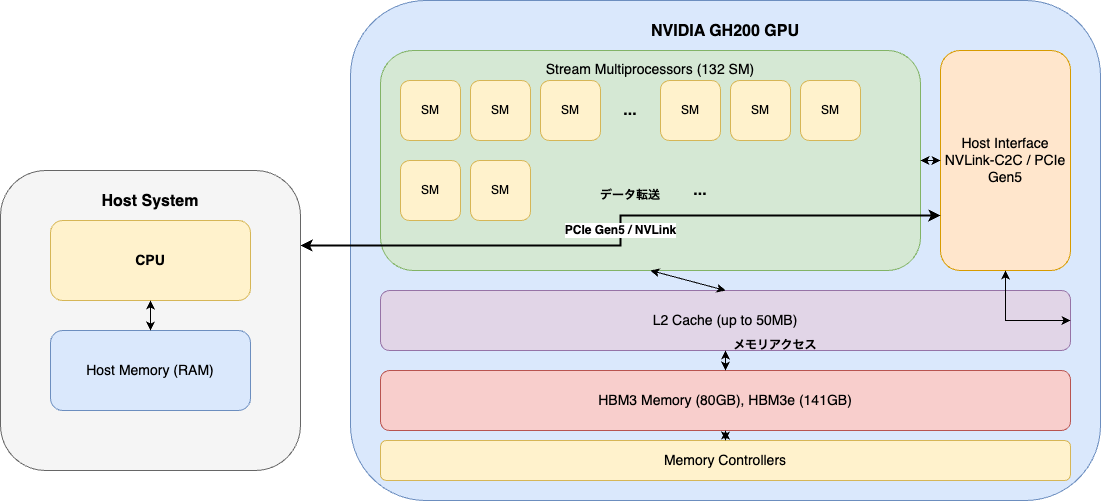 NVIDIA GH200 GPU
Stream Multiprocessors (132 SM)
SM
SM
SM
...
SM
SM
SM
Host Interface
NVLink-C2C / PCIe
Gen5
SM
SM
データ転送
...
PCIe Gen5 / NVLink
Host System
CPU
Host Memory (RAM)
L2 Cache (up to 50MB)
メモリアクセス
HBM3 Memory (80GB), HBM3e (141GB)
Memory Controllers